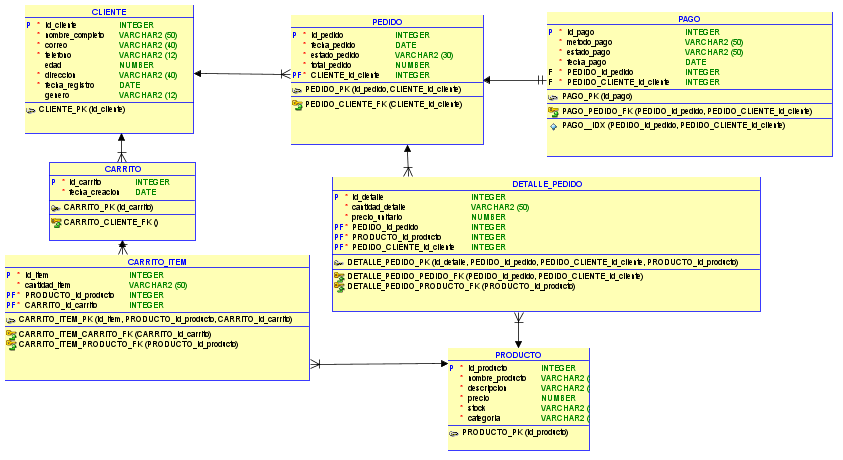 CLIENTE
P * id_cliente INTEGER
* nombre_completo VARCHAR2 (50)
* correo VARCHAR2 (40)
* telefono VARCHAR2 (12)
edad NUMBER
* direccion VARCHAR2 (40)
* fecha_registro DATE
genero VARCHAR2 (12)
CLIENTE_PK (id_cliente)
PEDIDO
P * id_pedido INTEGER
* fecha_pedido DATE
* estado_pedido VARCHAR2 (30)
* total_pedido NUMBER
PF * CLIENTE_id_cliente INTEGER
PEDIDO_PK (id_pedido, CLIENTE_id_cliente)
PEDIDO_CLIENTE_FK (CLIENTE_id_cliente)
PAGO
P * id_pago INTEGER
* metodo_pago VARCHAR2 (50)
* estado_pago VARCHAR2 (50)
* fecha_pago DATE
F * PEDIDO_id_pedido INTEGER
F * PEDIDO_CLIENTE_id_cliente INTEGER
PAGO_PK (id_pago)
PAGO_PEDIDO_FK (PEDIDO_id_pedido, PEDIDO_CLIENTE_id_cliente)
PAGO__IDX (PEDIDO_id_pedido, PEDIDO_CLIENTE_id_cliente)
CARRITO
P * id_carrito INTEGER
* fecha_creacion DATE
CARRITO_PK (id_carrito)
CARRITO_CLIENTE_FK ()
DETALLE_PEDIDO
P * id_detalle INTEGER
* cantidad_detalle VARCHAR2 (50)
* precio_unitario NUMBER
PF * PEDIDO_id_pedido INTEGER
PF * PRODUCTO_id_producto INTEGER
PF * PEDIDO_CLIENTE_id_cliente INTEGER
DETALLE_PEDIDO_PK (id_detalle, PEDIDO_id_pedido, PEDIDO_CLIENTE_id_cliente, PRODUCTO_id_producto)
DETALLE_PEDIDO_PEDIDO_FK (PEDIDO_id_pedido, PEDIDO_CLIENTE_id_cliente)
DETALLE_PEDIDO_PRODUCTO_FK (PRODUCTO_id_producto)
CARRITO_ITEM
P * id_item INTEGER
* cantidad_item VARCHAR2 (50)
PF * PRODUCTO_id_producto INTEGER
PF * CARRITO_id_carrito INTEGER
CARRITO_ITEM_PK (id_item, PRODUCTO_id_producto, CARRITO_id_carrito)
CARRITO_ITEM_CARRITO_FK (CARRITO_id_carrito)
CARRITO_ITEM_PRODUCTO_FK (PRODUCTO_id_producto)
PRODUCTO
P * id_producto INTEGER
* nombre_producto VARCHAR2 (
* descripcion VARCHAR2 (
* precio NUMBER
* stock VARCHAR2 (
* categoria VARCHAR2 (
PRODUCTO_PK (id_producto)